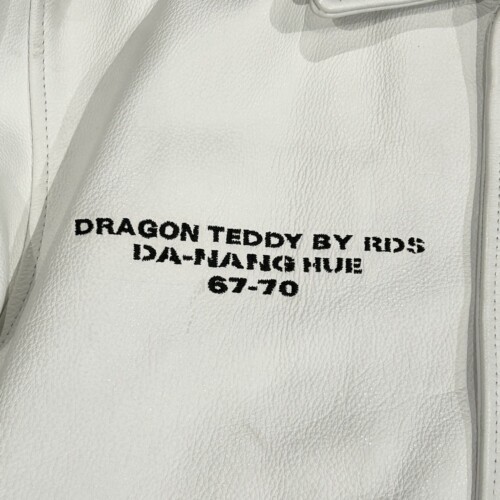 DRAGON TEDDY BY RDS
DA-NANG HUE
67-70